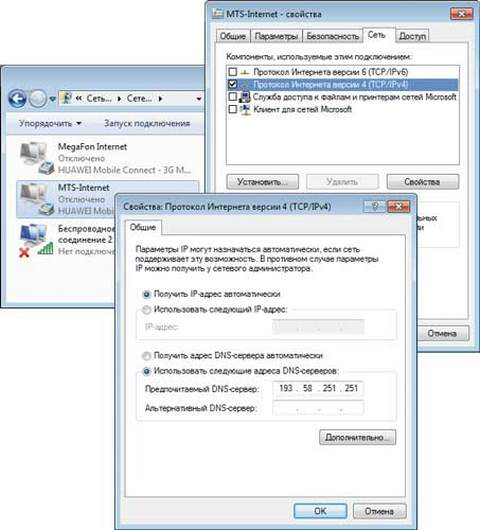 MTS-Internet - свойства
Общие
Параметры
Безопасность
Сеть
Доступ
Компоненты, используемые этим подключением:
Протокол Интернета версии 6 (TCP/IPv6)
Протокол Интернета версии 4 (TCP/IPv4)
Служба доступа к файлам и принтерам сетей Microsoft
Клиент для сетей Microsoft
Установить...
Удалить
Свойства
Отмена
« Сеть... ▸ Сете... ▸
Упорядочить
Запуск подключения
MegaFon Internet
Отключено
HUAWEI Mobile Connect - 3G M...
MTS-Internet
Отключено
HUAWEI
Беспроводное
соединение 2
Нет подключен
Свойства: Протокол Интернета версии 4 (TCP/IPv4)
Общие
Параметры IP могут назначаться автоматически, если сеть
поддерживает эту возможность. В противном случае параметры
IP можно получить у сетевого администратора.
Получить IP-адрес автоматически
Использовать следующий IP-адрес:
IP-адрес:
Получить адрес DNS-сервера автоматически
Использовать следующие адреса DNS-серверов:
Предпочитаемый DNS-сервер: 193 . 58 . 251 . 251
Альтернативный DNS-сервер: . . .
Дополнительно...
OK
Отмена